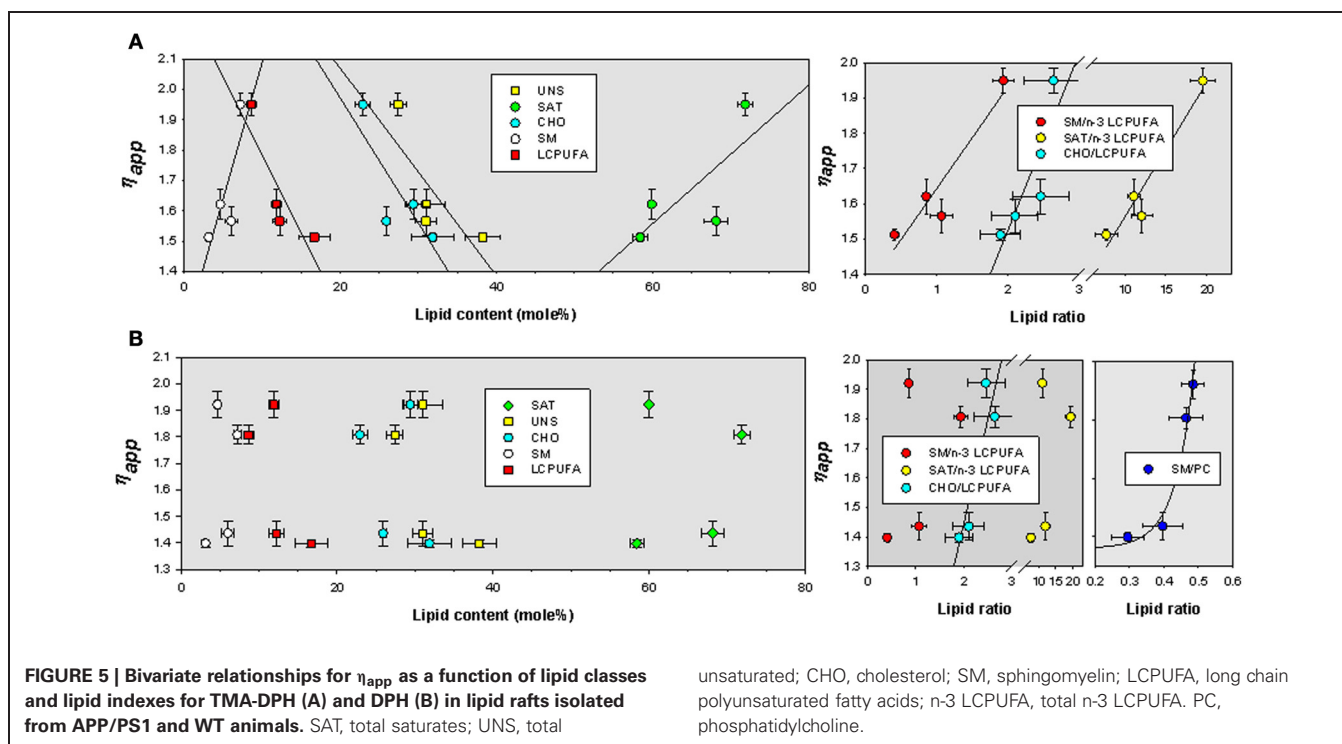 A
2.1
2.0
1.9
1.8
1.7
1.6
1.5
1.4
ηapp
0
20
40
60
80
Lipid content (mole%)
UNS
SAT
CHO
SM
LCPUFA
2.0
1.9
1.8
1.7
1.6
1.5
1.4
ηapp
0
1
2
3
10
15
20
Lipid ratio
SM/n-3 LCPUFA
SAT/n-3 LCPUFA
CHO/LCPUFA
B
2.1
2.0
1.9
1.8
1.7
1.6
1.5
1.4
1.3
ηapp
0
20
40
60
80
Lipid content (mole%)
SAT
UNS
CHO
SM
LCPUFA
2.0
1.9
1.8
1.7
1.6
1.5
1.4
1.3
ηapp
0
1
2
3
10
15
20
Lipid ratio
SM/n-3 LCPUFA
SAT/n-3 LCPUFA
CHO/LCPUFA
SM/PC
0.2
0.3
0.4
0.5
0.6
Lipid ratio
FIGURE 5 | Bivariate relationships for ηapp as a function of lipid classes
and lipid indexes for TMA-DPH (A) and DPH (B) in lipid rafts isolated
from APP/PS1 and WT animals. SAT, total saturates; UNS, total
unsaturated; CHO, cholesterol; SM, sphingomyelin; LCPUFA, long chain
polyunsaturated fatty acids; n-3 LCPUFA, total n-3 LCPUFA. PC,
phosphatidylcholine.